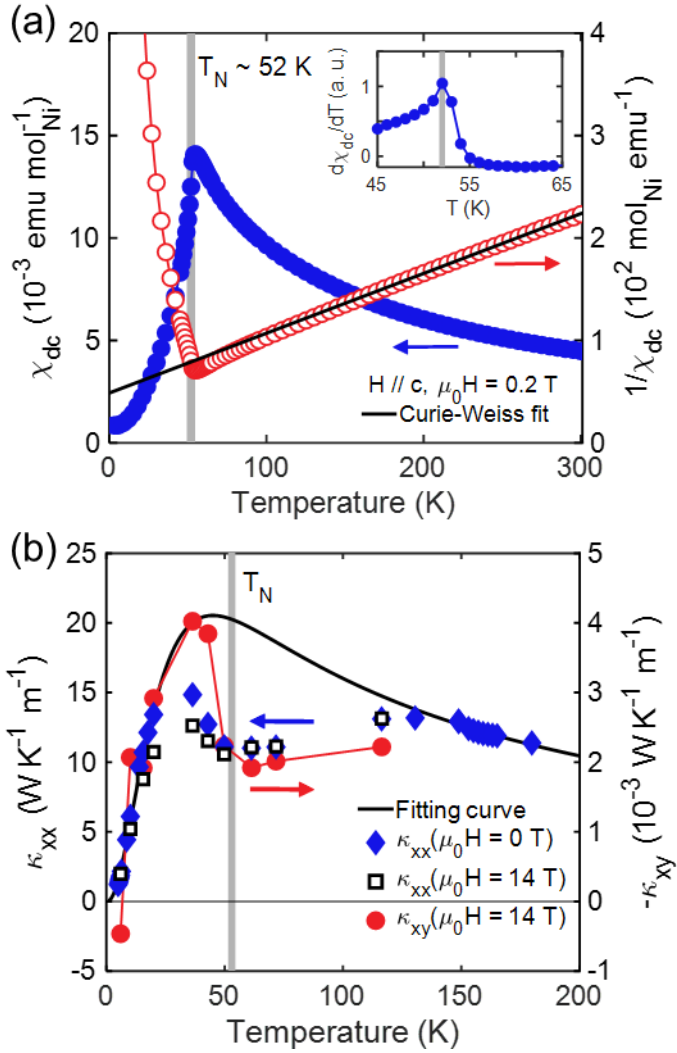 (a)
20
15
10
5
0
χdc (10⁻³ emu mol⁻¹Ni)
T_N ~ 52 K
4
3
2
1
0
1/χdc (10² molNi emu⁻¹)
dχdc/dT (a. u.)
1
0
45 55 65
T (K)
H // c, μ₀H = 0.2 T
Curie-Weiss fit
0 100 200 300
Temperature (K)
(b)
25
20
15
10
5
0
-5
κxx (W K⁻¹ m⁻¹)
T_N
5
4
3
2
1
0
-1
-κxy (10⁻³ W K⁻¹ m⁻¹)
Fitting curve
κxx(μ₀H = 0 T)
κxx(μ₀H = 14 T)
κxy(μ₀H = 14 T)
0 50 100 150 200
Temperature (K)